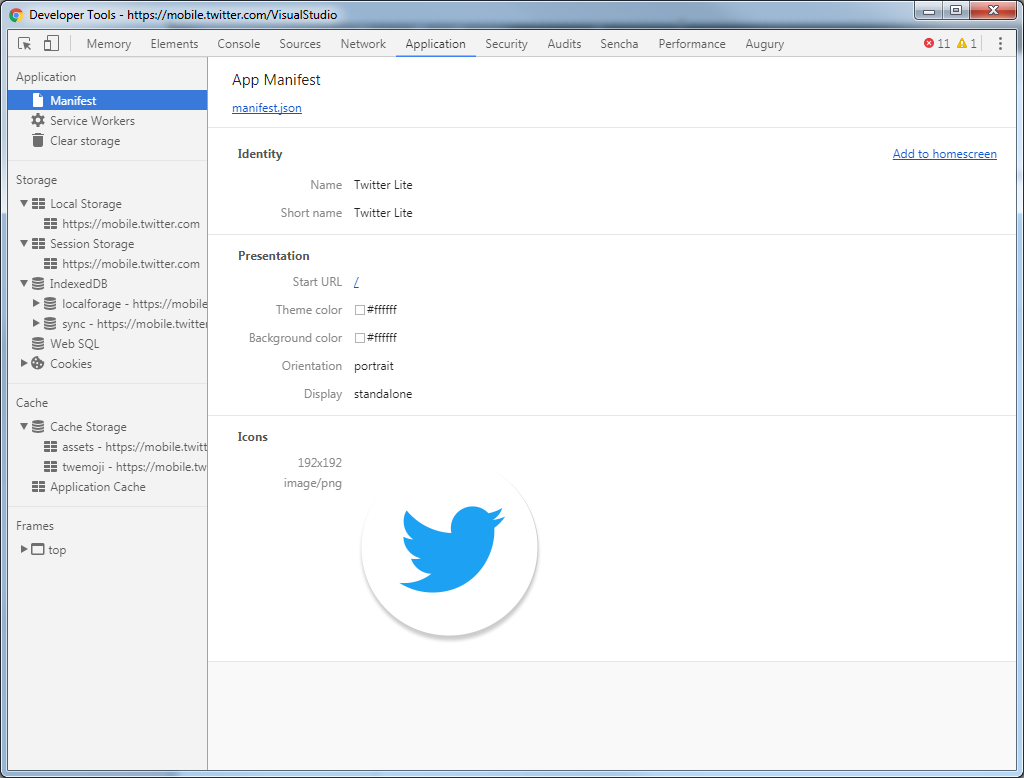 Developer Tools - https://mobile.twitter.com/VisualStudio
Memory Elements Console Sources Network Application Security Audits Sencha Performance Augury 11 1
Application
Manifest
Service Workers
Clear storage
Storage
Local Storage
https://mobile.twitter.com
Session Storage
https://mobile.twitter.com
IndexedDB
localforage - https://mobile
sync - https://mobile.twitter
Web SQL
Cookies
Cache
Cache Storage
assets - https://mobile.twitt
twemoji - https://mobile.tw
Application Cache
Frames
top
App Manifest
manifest.json
Identity Add to homescreen
Name Twitter Lite
Short name Twitter Lite
Presentation
Start URL /
Theme color #ffffff
Background color #ffffff
Orientation portrait
Display standalone
Icons
192x192
image/png